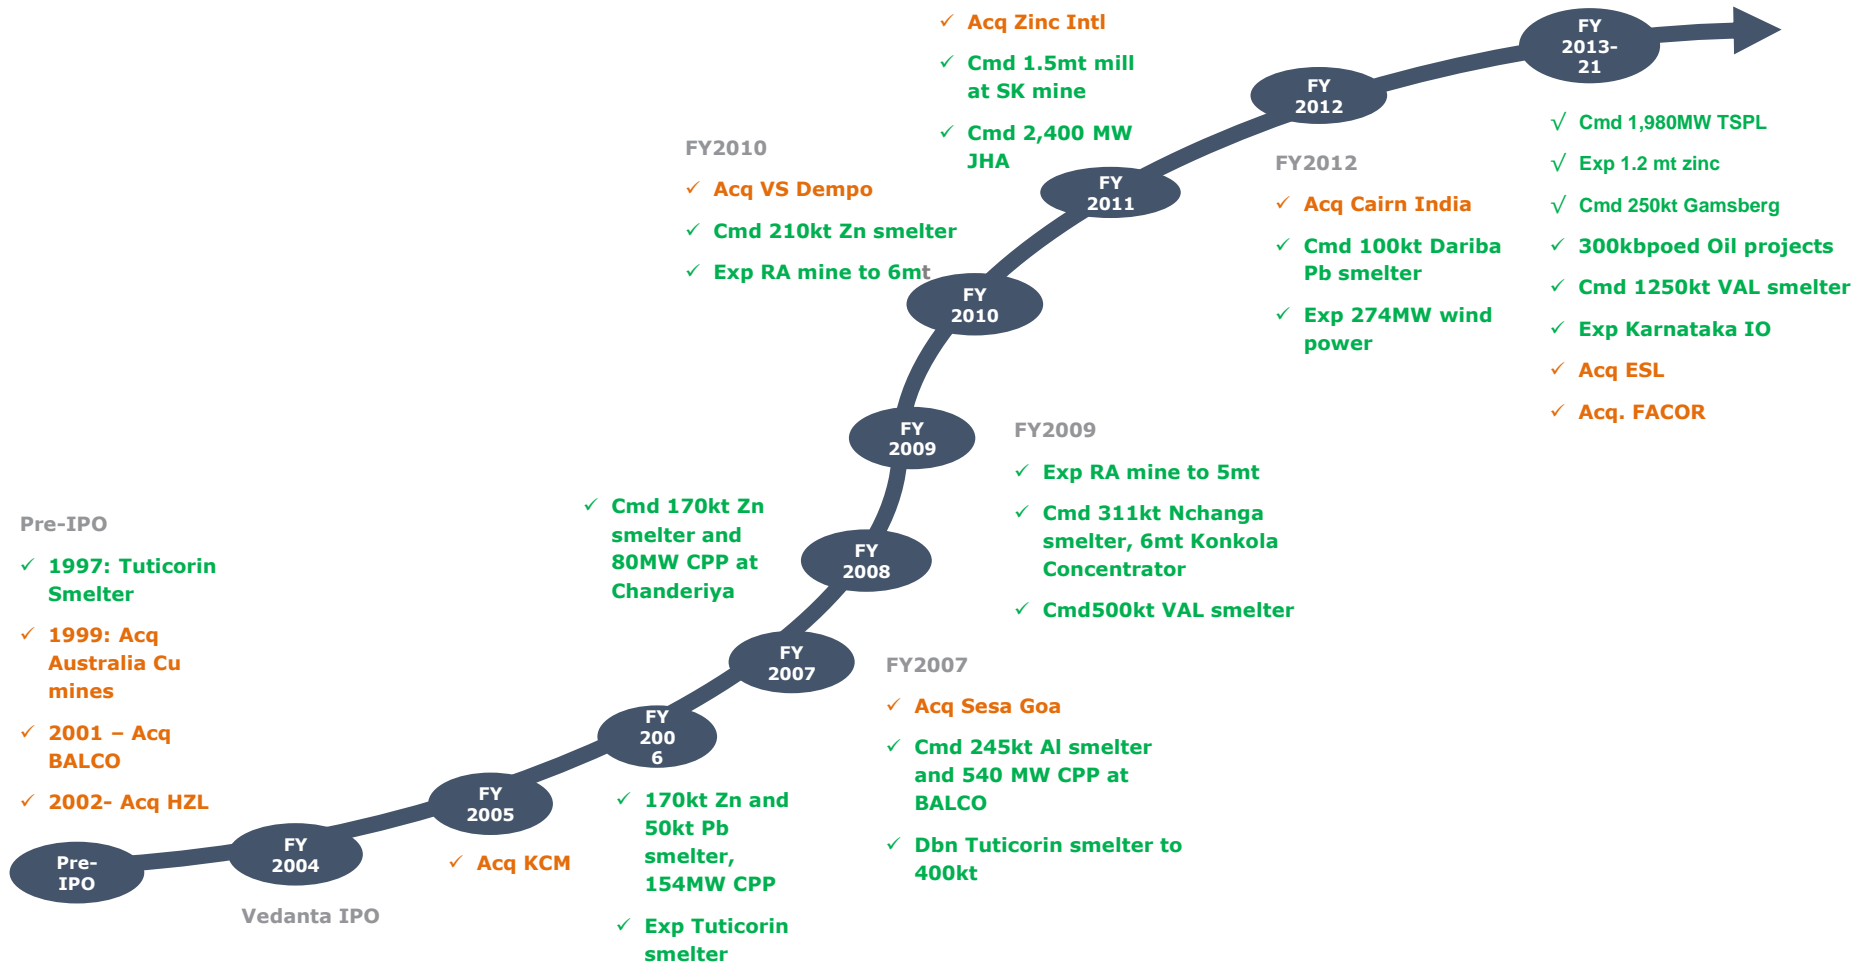 Pre-IPO
✓ 1997: Tuticorin
Smelter
✓ 1999: Acq
Australia Cu
mines
✓ 2001 – Acq
BALCO
✓ 2002- Acq HZL
Pre-
IPO
FY
2004
Vedanta IPO
FY
2005
✓ Acq KCM
FY
200
6
✓ 170kt Zn and
50kt Pb
smelter,
154MW CPP
✓ Exp Tuticorin
smelter
FY
2007
FY2007
✓ Acq Sesa Goa
✓ Cmd 245kt Al smelter
and 540 MW CPP at
BALCO
✓ Dbn Tuticorin smelter to
400kt
✓ Cmd 170kt Zn
smelter and
80MW CPP at
Chanderiya
FY
2008
FY
2009
FY2009
✓ Exp RA mine to 5mt
✓ Cmd 311kt Nchanga
smelter, 6mt Konkola
Concentrator
✓ Cmd500kt VAL smelter
FY2010
✓ Acq VS Dempo
✓ Cmd 210kt Zn smelter
✓ Exp RA mine to 6mt
FY
2010
✓ Acq Zinc Intl
✓ Cmd 1.5mt mill
at SK mine
✓ Cmd 2,400 MW
JHA
FY
2011
FY
2012
FY2012
✓ Acq Cairn India
✓ Cmd 100kt Dariba
Pb smelter
✓ Exp 274MW wind
power
FY
2013-
21
√ Cmd 1,980MW TSPL
√ Exp 1.2 mt zinc
√ Cmd 250kt Gamsberg
✓ 300kbpoed Oil projects
✓ Cmd 1250kt VAL smelter
✓ Exp Karnataka IO
✓ Acq ESL
✓ Acq. FACOR